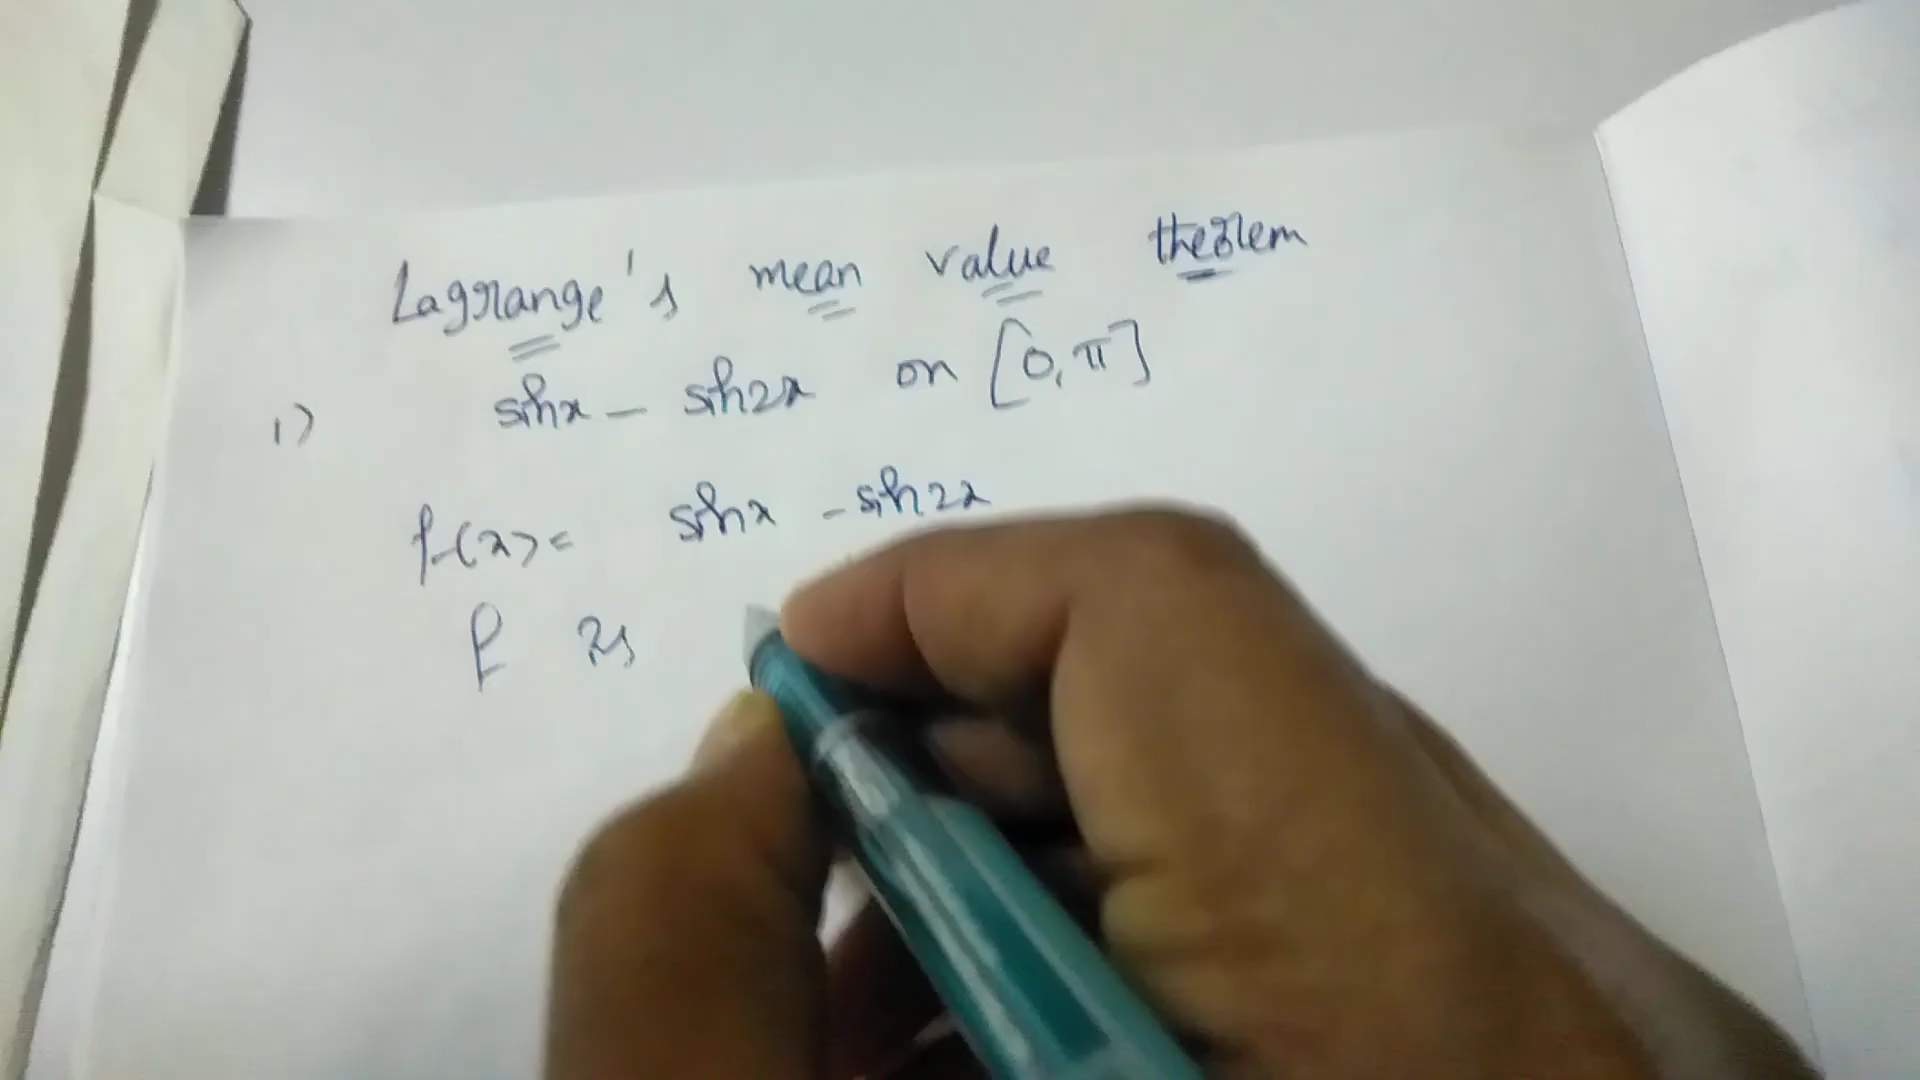 Lagrange's mean value theorem
1) sinx - sin2x on [0,π]
f(x)= sinx - sin2x
f is